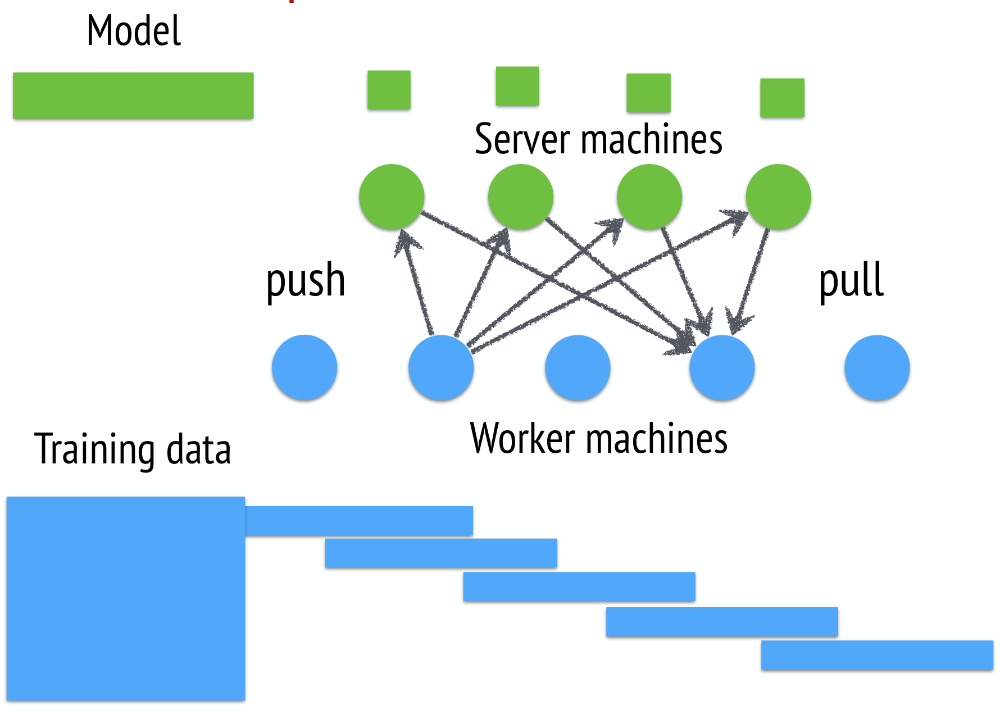 Model
Server machines
push
pull
Worker machines
Training data